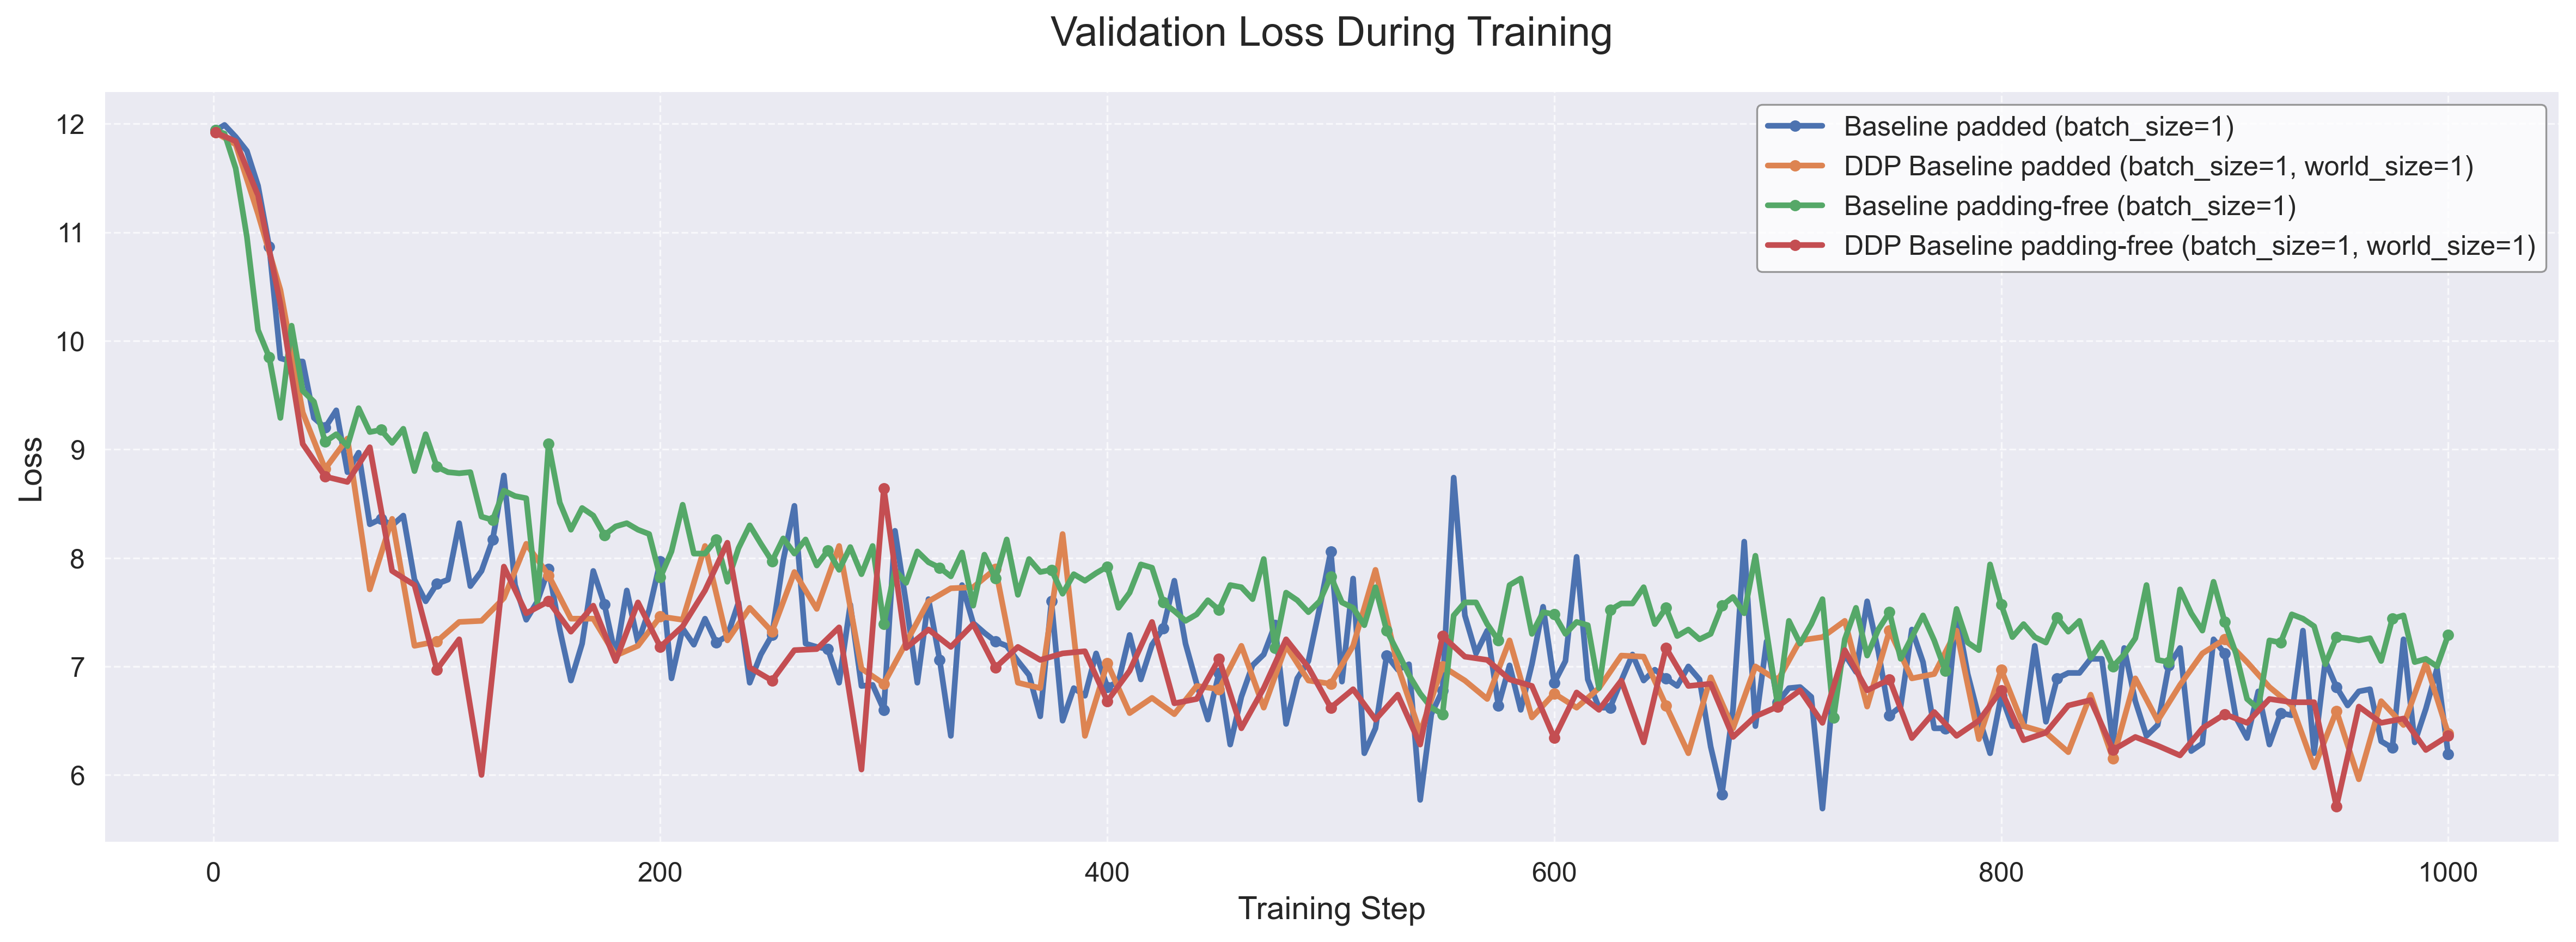 Validation Loss During Training
Baseline padded (batch_size=1)
DDP Baseline padded (batch_size=1, world_size=1)
Baseline padding-free (batch_size=1)
DDP Baseline padding-free (batch_size=1, world_size=1)
Loss
12
11
10
9
8
7
6
0 200 400 600 800 1000
Training Step